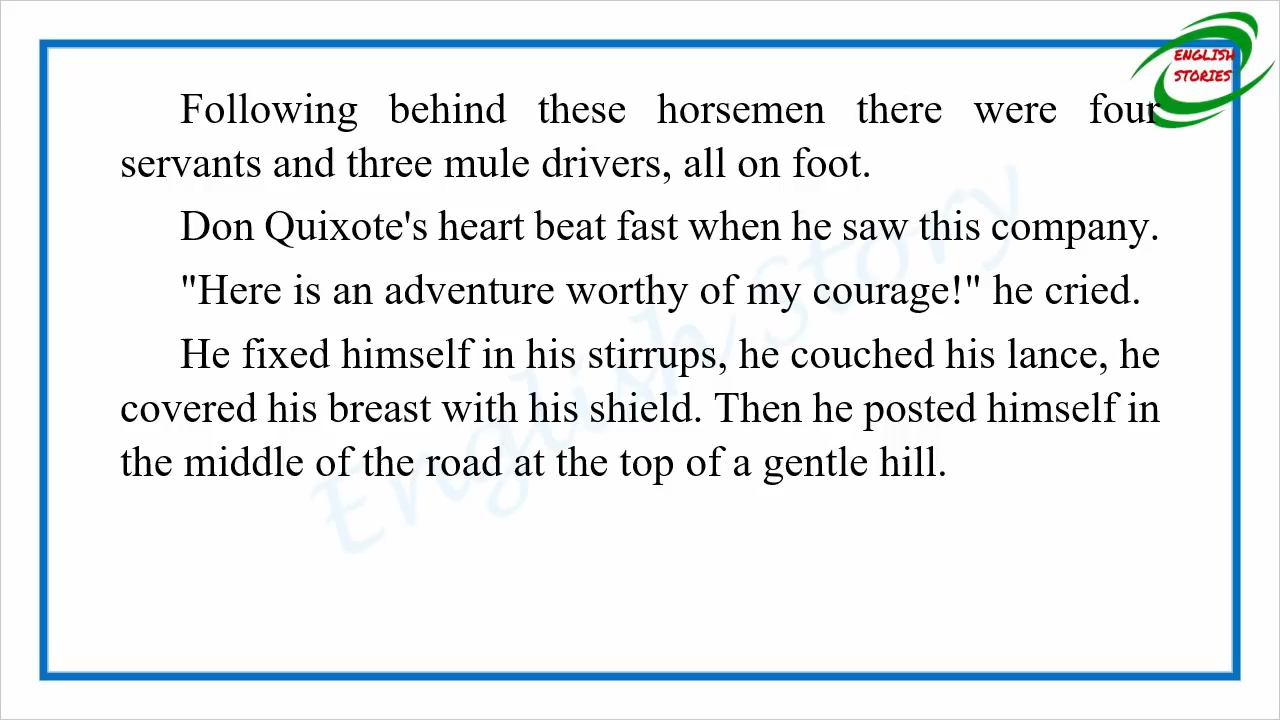 ENGLISH
STORIES
Following behind these horsemen there were four
servants and three mule drivers, all on foot.
Don Quixote's heart beat fast when he saw this company.
"Here is an adventure worthy of my courage!" he cried.
He fixed himself in his stirrups, he couched his lance, he
covered his breast with his shield. Then he posted himself in
the middle of the road at the top of a gentle hill.
English story